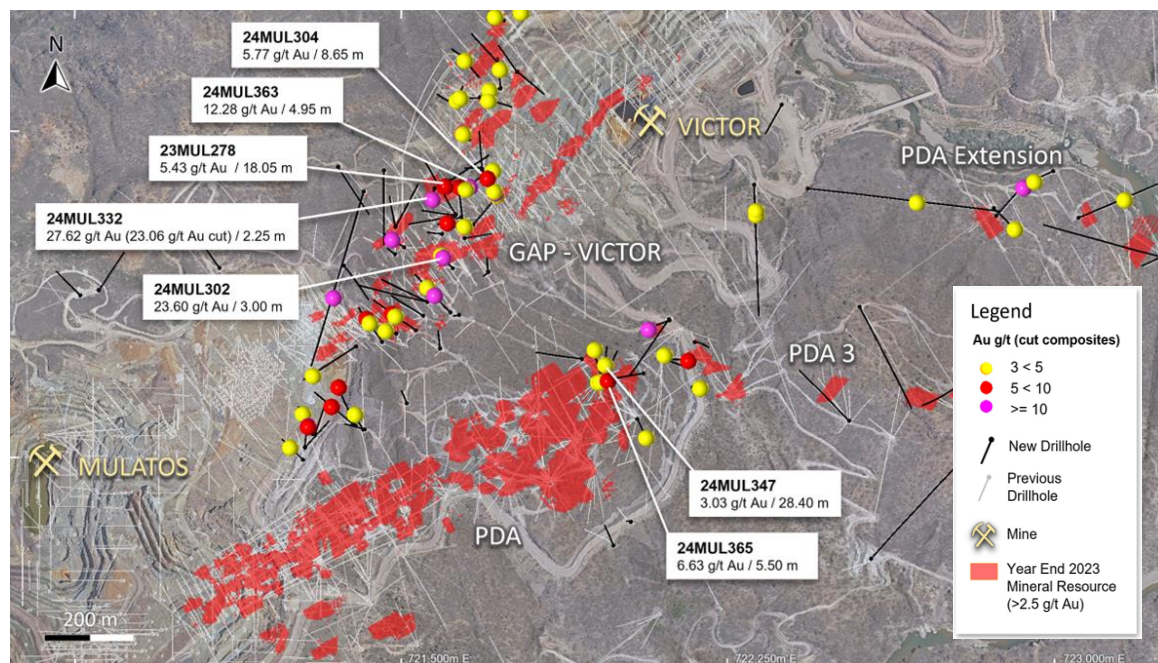 N
24MUL304
5.77 g/t Au / 8.65 m
24MUL363
12.28 g/t Au / 4.95 m
23MUL278
5.43 g/t Au / 18.05 m
24MUL332
27.62 g/t Au (23.06 g/t Au cut) / 2.25 m
24MUL302
23.60 g/t Au / 3.00 m
VICTOR
PDA Extension
GAP - VICTOR
PDA 3
MULATOS
PDA
24MUL347
3.03 g/t Au / 28.40 m
24MUL365
6.63 g/t Au / 5.50 m
200 m
721,500m E
722,250m E
723,000m E
Legend
Au g/t (cut composites)
3 < 5
5 < 10
>= 10
New Drillhole
Previous
Drillhole
Mine
Year End 2023
Mineral Resource
(>2.5 g/t Au)